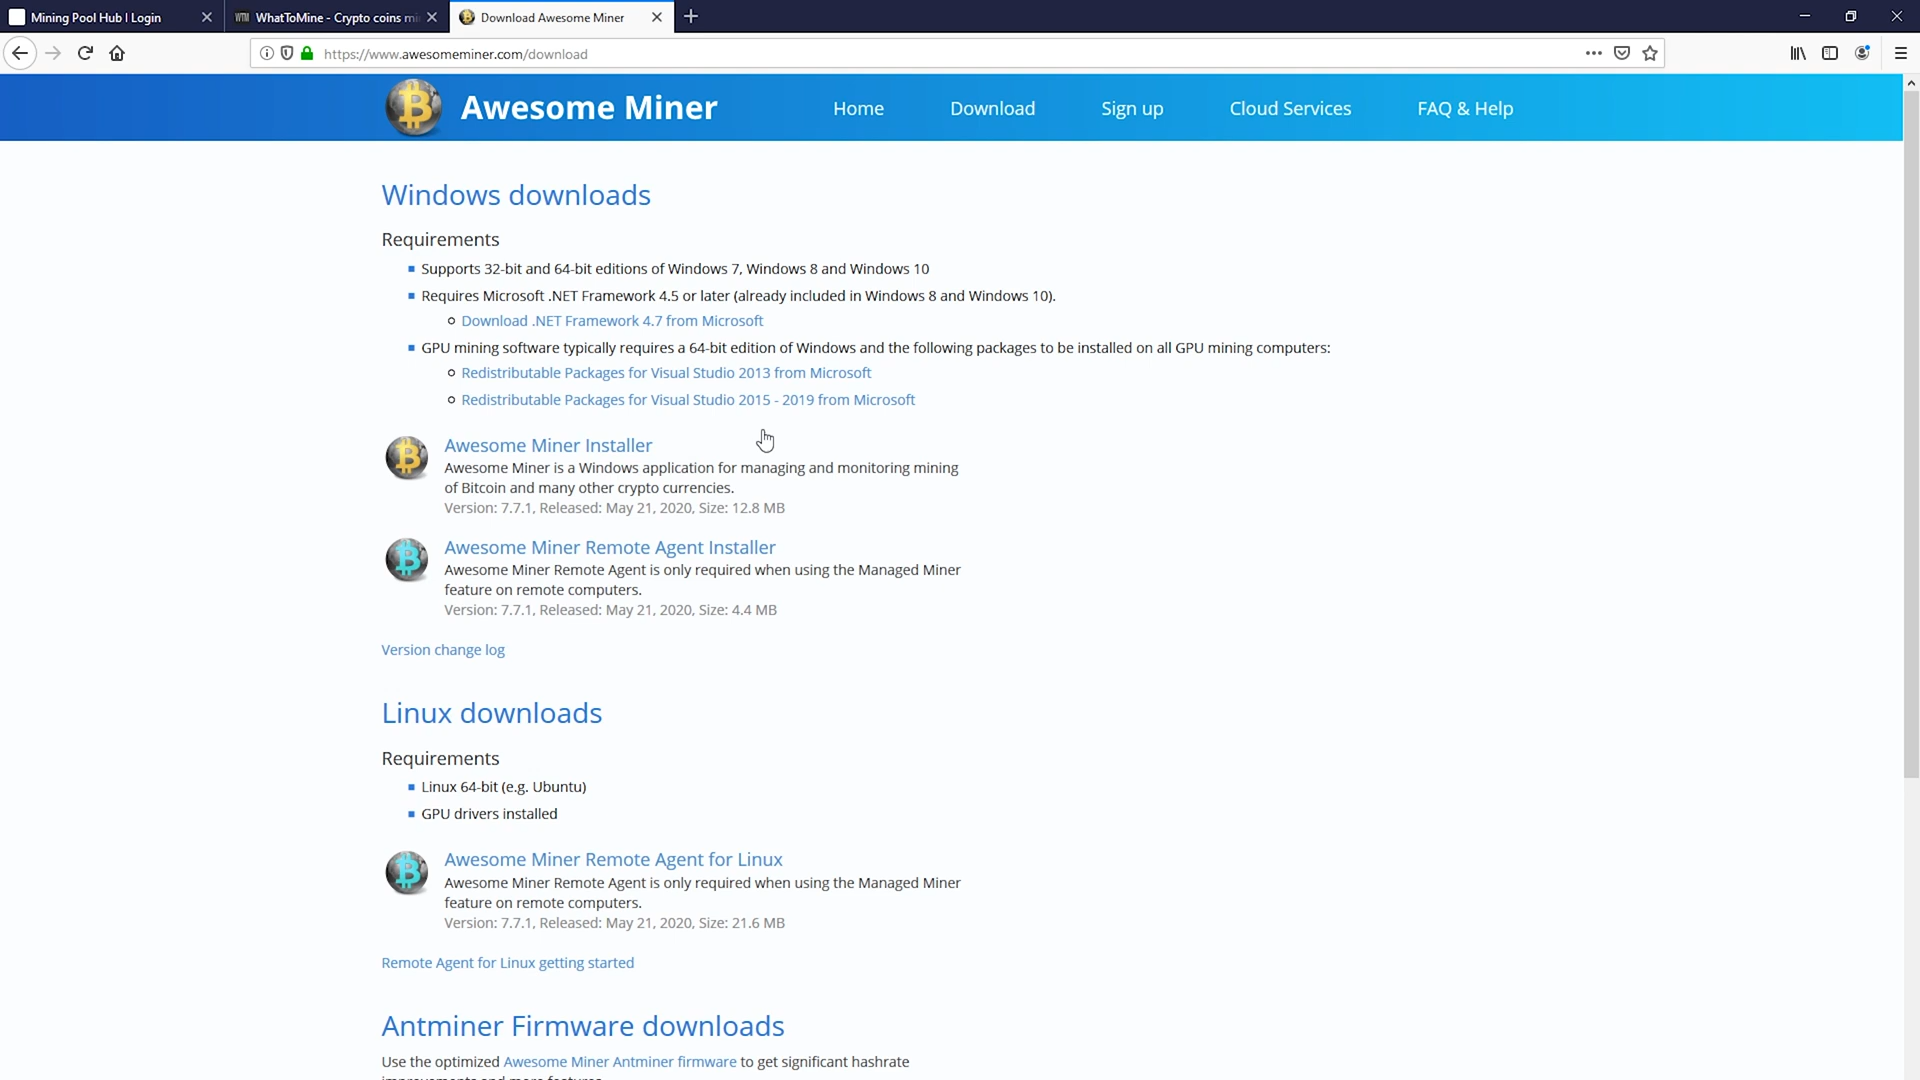 Mining Pool Hub | Login
WTM WhatToMine - Crypto coins mi
Download Awesome Miner
https://www.awesomeminer.com/download
Awesome Miner
Home
Download
Sign up
Cloud Services
FAQ & Help
Windows downloads
Requirements
Supports 32-bit and 64-bit editions of Windows 7, Windows 8 and Windows 10
Requires Microsoft .NET Framework 4.5 or later (already included in Windows 8 and Windows 10).
Download .NET Framework 4.7 from Microsoft
GPU mining software typically requires a 64-bit edition of Windows and the following packages to be installed on all GPU mining computers:
Redistributable Packages for Visual Studio 2013 from Microsoft
Redistributable Packages for Visual Studio 2015 - 2019 from Microsoft
Awesome Miner Installer
Awesome Miner is a Windows application for managing and monitoring mining
of Bitcoin and many other crypto currencies.
Version: 7.7.1, Released: May 21, 2020, Size: 12.8 MB
Awesome Miner Remote Agent Installer
Awesome Miner Remote Agent is only required when using the Managed Miner
feature on remote computers.
Version: 7.7.1, Released: May 21, 2020, Size: 4.4 MB
Version change log
Linux downloads
Requirements
Linux 64-bit (e.g. Ubuntu)
GPU drivers installed
Awesome Miner Remote Agent for Linux
Awesome Miner Remote Agent is only required when using the Managed Miner
feature on remote computers.
Version: 7.7.1, Released: May 21, 2020, Size: 21.6 MB
Remote Agent for Linux getting started
Antminer Firmware downloads
Use the optimized Awesome Miner Antminer firmware to get significant hashrate
improvements and more features.